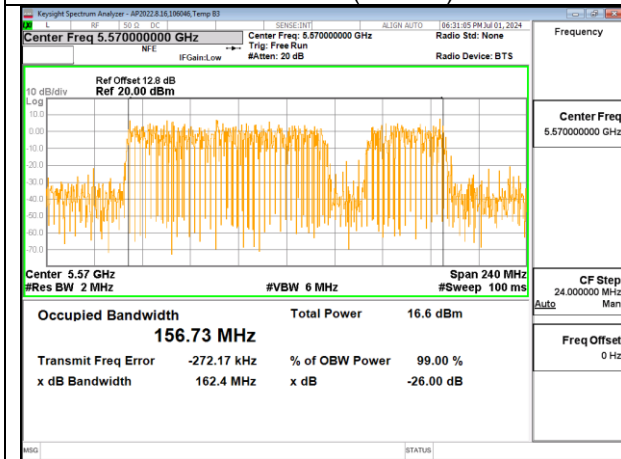 Keysight Spectrum Analyzer - AP2022.8.16,106046,Temp B3
L RF 50 Ω DC SENSE:INT ALIGN AUTO 06:31:05 PM Jul 01, 2024
Center Freq 5.570000000 GHz
Center Freq: 5.570000000 GHz
Radio Std: None
NFE
Trig: Free Run
IFGain:Low
#Atten: 20 dB
Radio Device: BTS
Frequency
Ref Offset 12.8 dB
10 dB/div Ref 20.00 dBm
Log
10.0
0.00
-10.0
-20.0
-30.0
-40.0
-50.0
-60.0
-70.0
Center Freq
5.570000000 GHz
Center 5.57 GHz
Span 240 MHz
#Res BW 2 MHz
#VBW 6 MHz
#Sweep 100 ms
CF Step
24.000000 MHz
Auto Man
Occupied Bandwidth
156.73 MHz
Total Power 16.6 dBm
Freq Offset
0 Hz
Transmit Freq Error -272.17 kHz
% of OBW Power 99.00 %
x dB Bandwidth 162.4 MHz
x dB -26.00 dB
MSG
STATUS